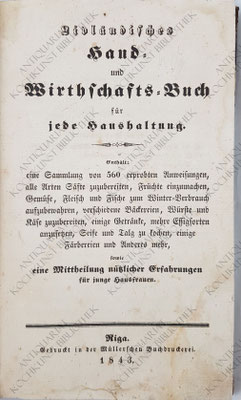 Livländisches
Hand-
und
Wirthschafts-Buch
für
jede Haushaltung.
Enthält:
eine Sammlung von 560 erprobten Anweisungen,
alle Arten Säfte zuzubereiten, Früchte einzumachen,
Gemüse, Fleisch und Fische zum Winter-Verbrauch
aufzubewahren, verschiedene Bäckereien, Würste und
Käse zuzubereiten, einige Getränke, mehre Essigsorten
anzusetzen, Seife und Talg zu kochen, einige
Färbereien und Anderes mehr,
sowie
eine Mittheilung nützlicher Erfahrungen
für junge Hausfrauen.
Riga.
Gedruckt in der Müllerschen Buchdruckerei.
1843.